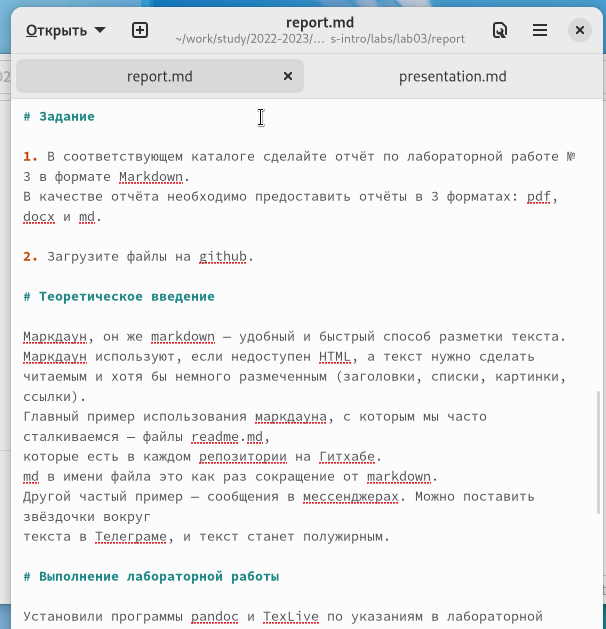 Открыть
report.md
~/work/study/2022-2023/… s-intro/labs/lab03/report
report.md
presentation.md
# Задание
1. В соответствующем каталоге сделайте отчёт по лабораторной работе №
3 в формате Markdown.
В качестве отчёта необходимо предоставить отчёты в 3 форматах: pdf,
docx и md.
2. Загрузите файлы на github.
# Теоретическое введение
Маркдаун, он же markdown — удобный и быстрый способ разметки текста.
Маркдаун используют, если недоступен HTML, а текст нужно сделать
читаемым и хотя бы немного размеченным (заголовки, списки, картинки,
ссылки).
Главный пример использования маркдауна, с которым мы часто
сталкиваемся — файлы readme.md,
которые есть в каждом репозитории на Гитхабе.
md в имени файла это как раз сокращение от markdown.
Другой частый пример — сообщения в мессенджерах. Можно поставить
звёздочки вокруг
текста в Телеграме, и текст станет полужирным.
# Выполнение лабораторной работы
Установили программы pandoc и TexLive по указаниям в лабораторной